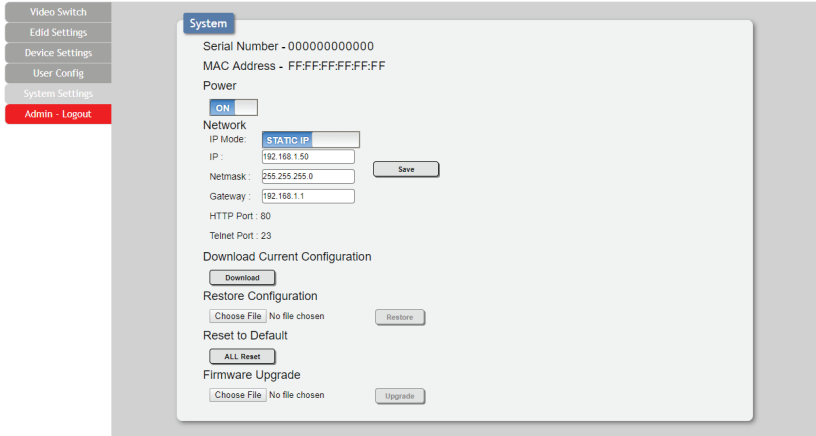 Video Switch
Edid Settings
Device Settings
User Config
System Settings
Admin - Logout
System
Serial Number - 000000000000
MAC Address - FF:FF:FF:FF:FF:FF
Power
ON
Network
IP Mode: STATIC IP
IP : 192.168.1.50
Save
Netmask : 255.255.255.0
Gateway : 192.168.1.1
HTTP Port : 80
Telnet Port : 23
Download Current Configuration
Download
Restore Configuration
Choose File No file chosen Restore
Reset to Default
ALL Reset
Firmware Upgrade
Choose File No file chosen Upgrade